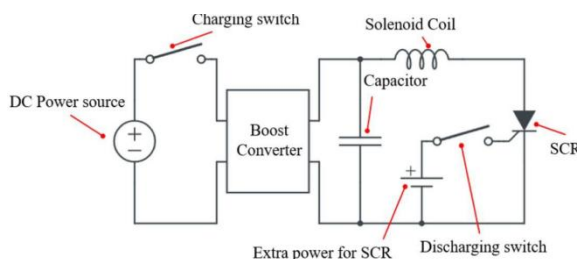 Charging switch
Solenoid Coil
DC Power source
Capacitor
Boost
Converter
SCR
Extra power for SCR
Discharging switch